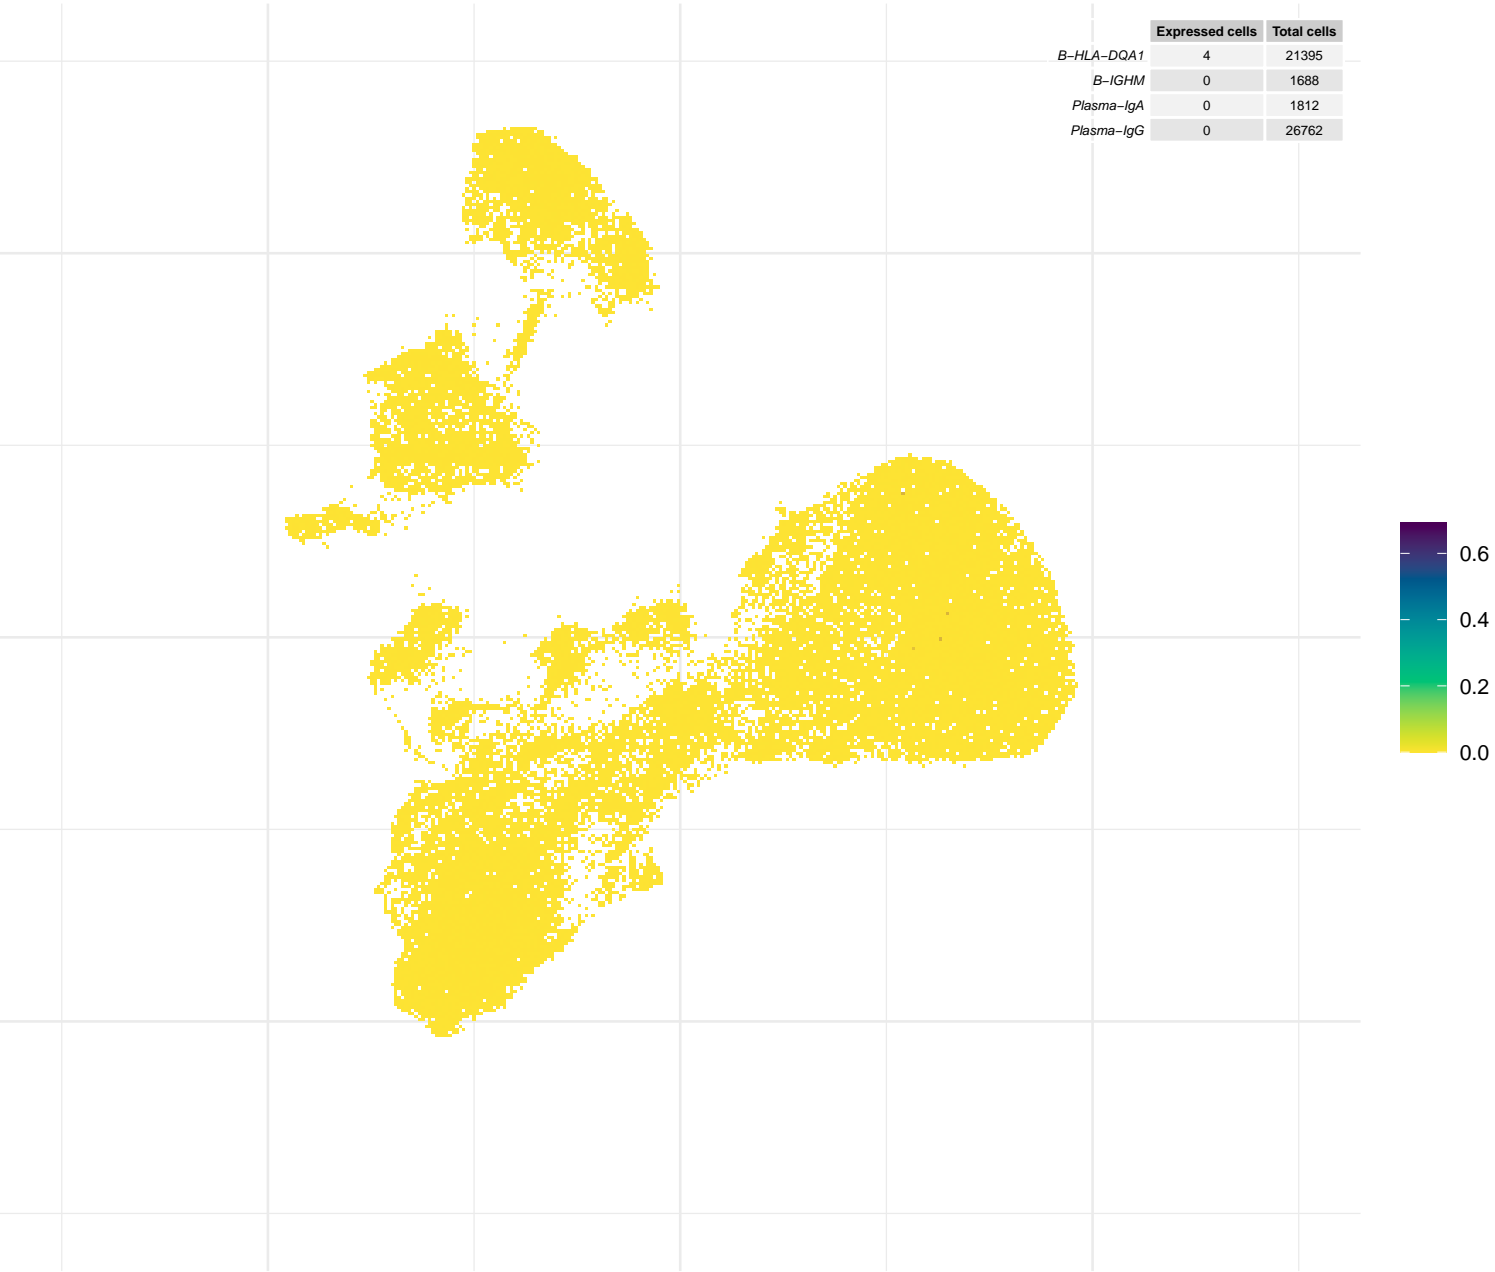 Expressed cells Total cells
B−HLA−DQA1 4 21395
B−IGHM 0 1688
Plasma−IgA 0 1812
Plasma−IgG 0 26762
0.6
0.4
0.2
0.0